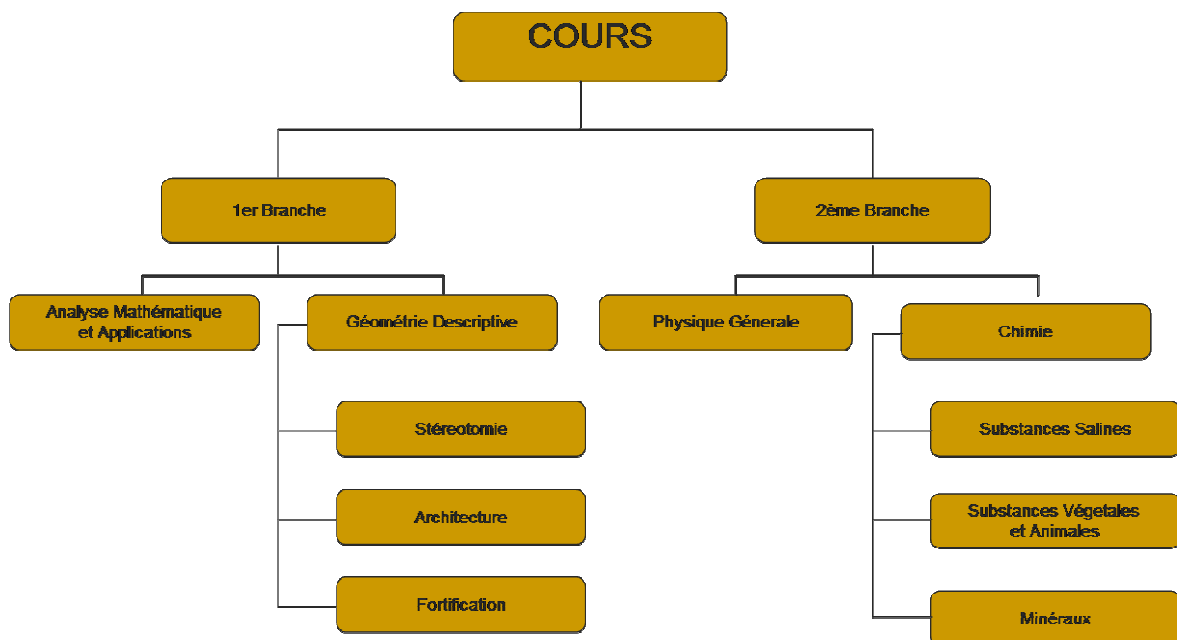 COURS
1er Branche
2ème Branche
Analyse Mathématique
et Applications
Géométrie Descriptive
Physique Génerale
Chimie
Stéreotomie
Substances Salines
Architecture
Substances Végetales
et Animales
Fortification
Minéraux